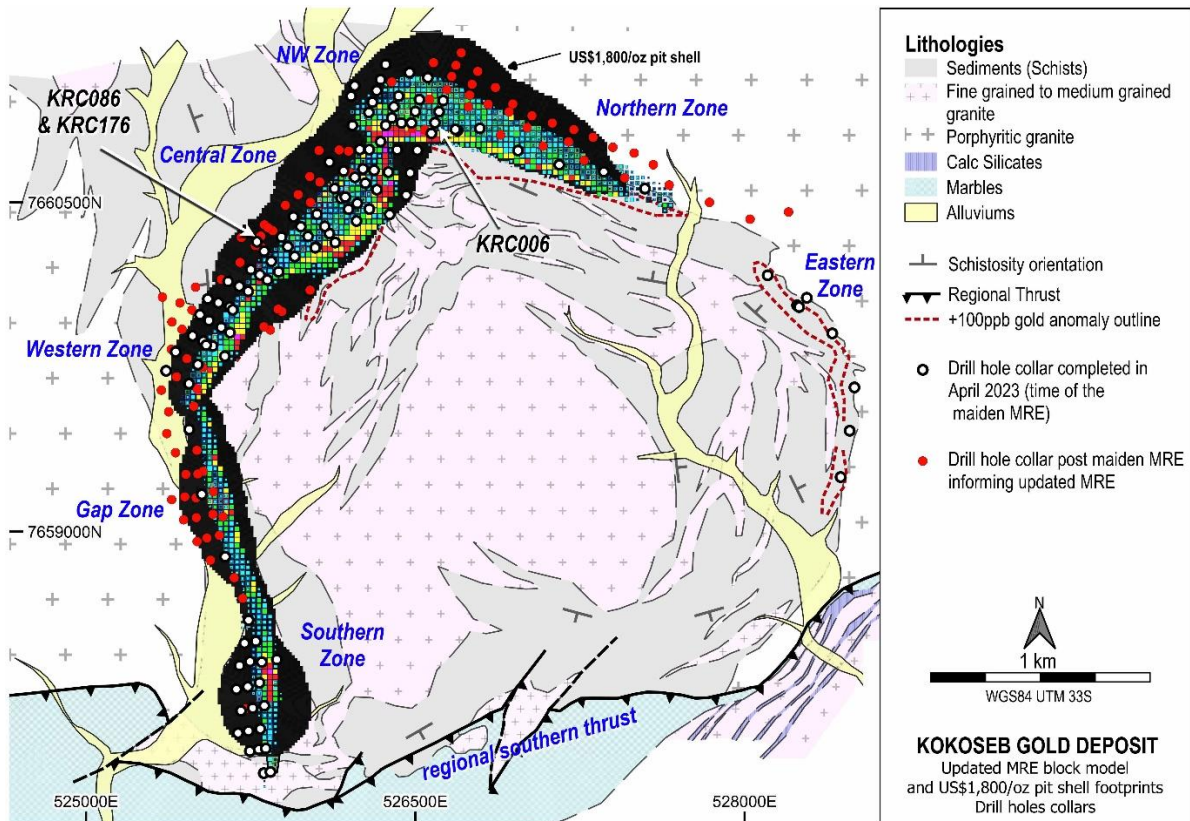 NW Zone
US$1,800/oz pit shell
KRC086
& KRC176
Northern Zone
Central Zone
7660500N
KRC006
Eastern
Zone
Western Zone
Gap Zone
7659000N
Southern
Zone
regional southern thrust
525000E
526500E
528000E
Lithologies
Sediments (Schists)
Fine grained to medium grained
granite
Porphyritic granite
Calc Silicates
Marbles
Alluviums
Schistosity orientation
Regional Thrust
+100ppb gold anomaly outline
Drill hole collar completed in
April 2023 (time of the
maiden MRE)
Drill hole collar post maiden MRE
informing updated MRE
N
1 km
WGS84 UTM 33S
KOKOSEB GOLD DEPOSIT
Updated MRE block model
and US$1,800/oz pit shell footprints
Drill holes collars